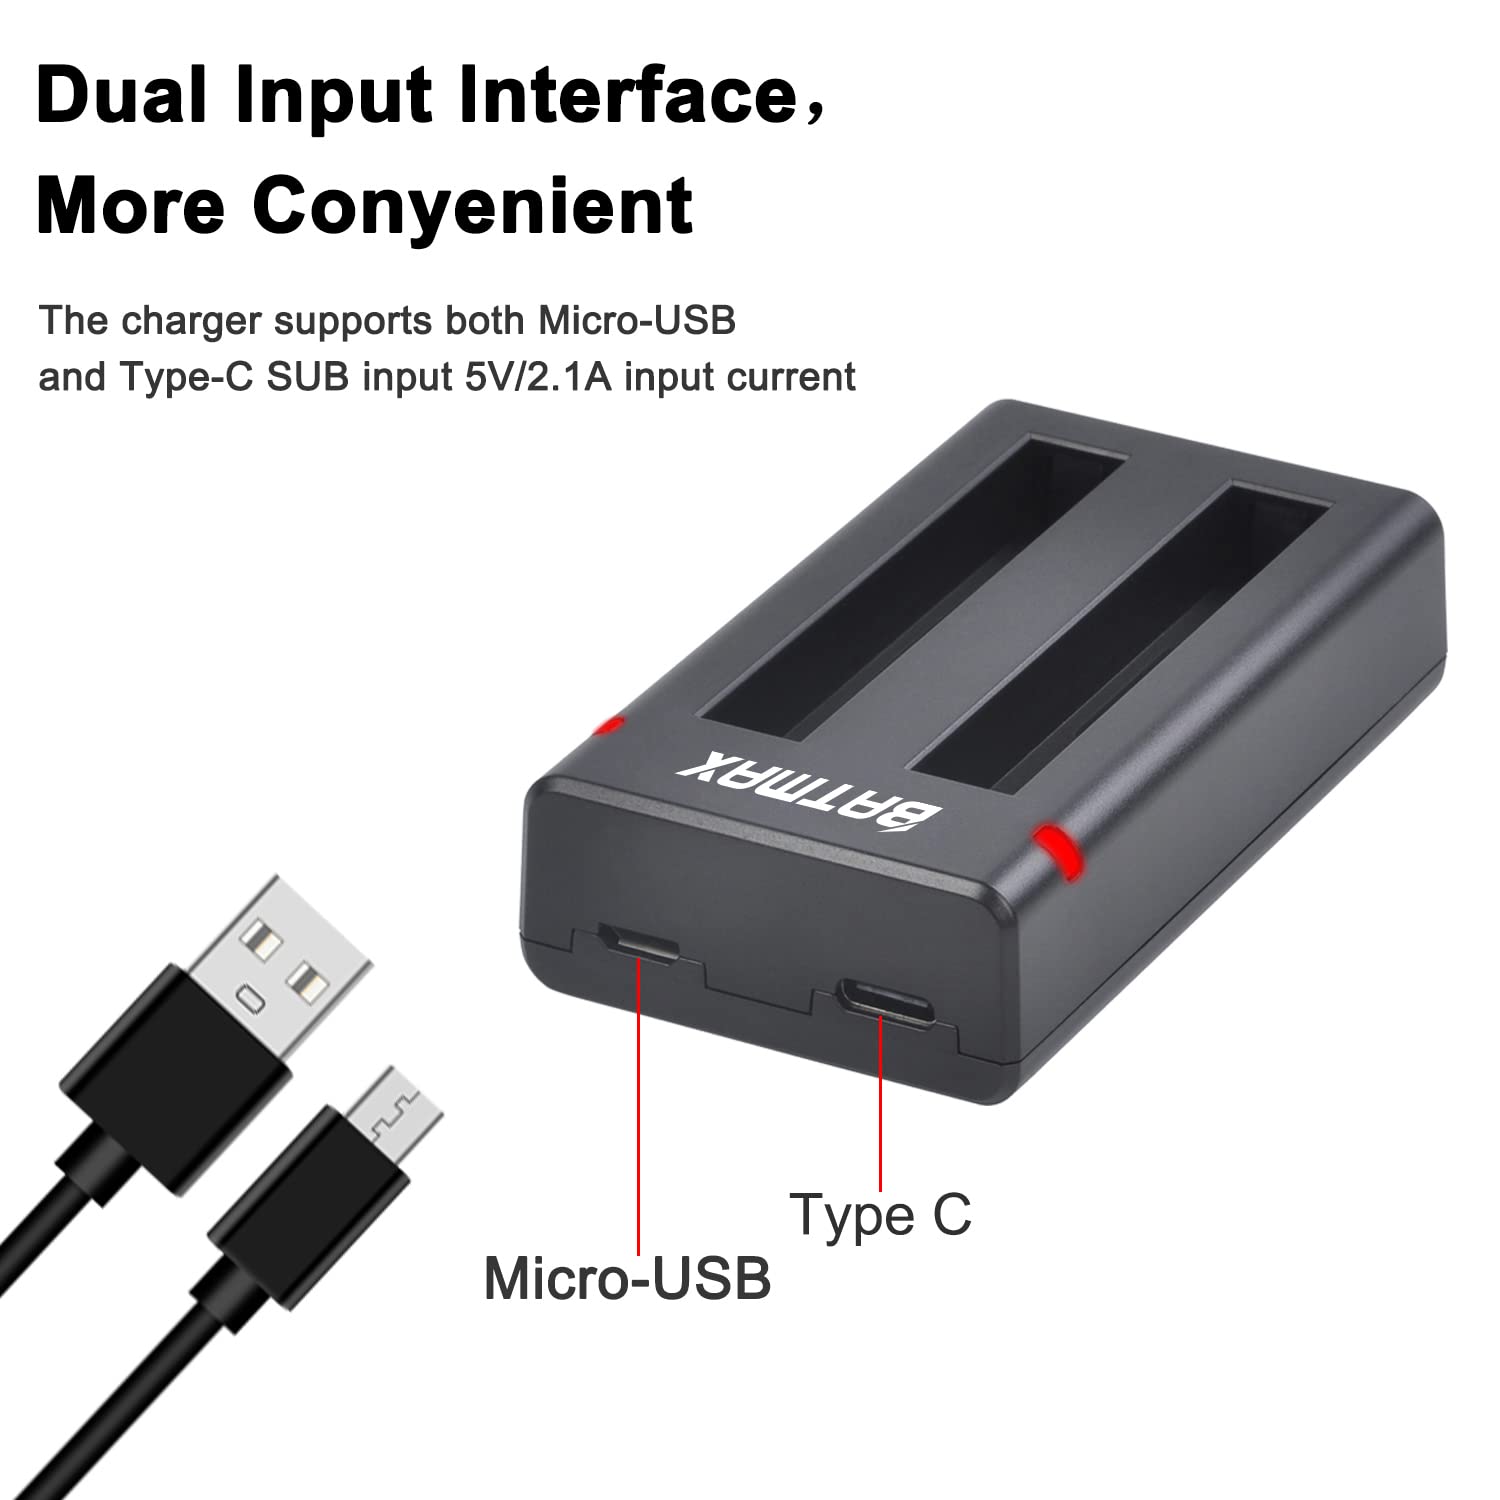 Dual Input Interface，
More Conyenient
The charger supports both Micro-USB
and Type-C SUB input 5V/2.1A input current
BATMAX
Type C
Micro-USB